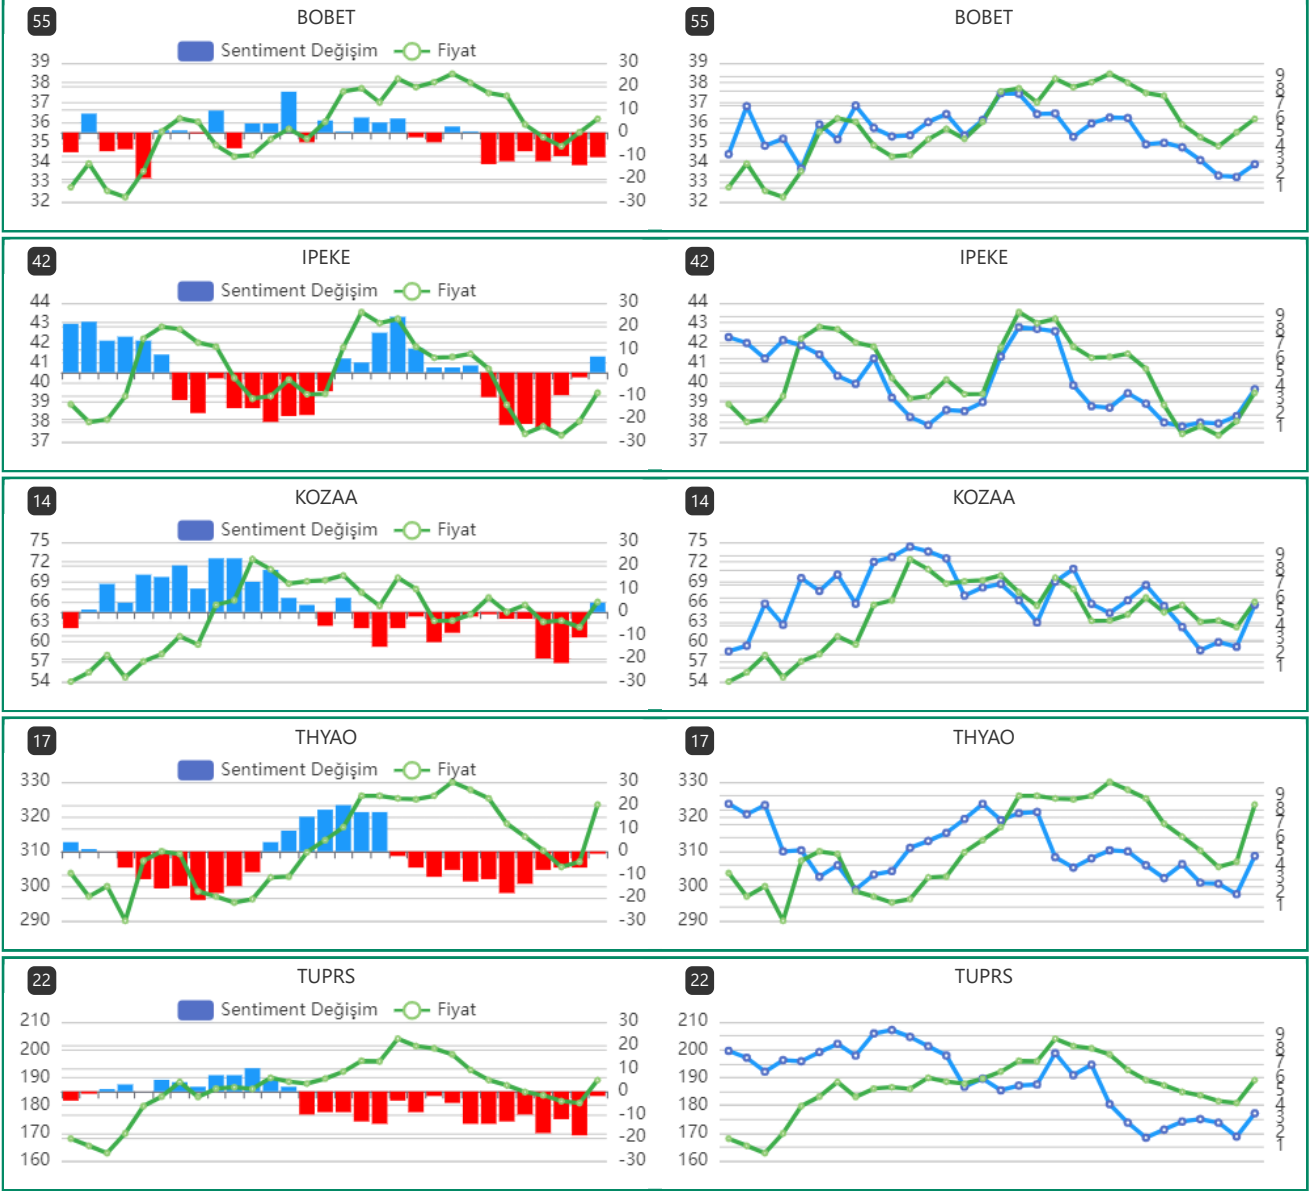 55 BOBET
Sentiment Değişim Fiyat
39 38 37 36 35 34 33 32
30 20 10 0 -10 -20 -30
55 BOBET
39 38 37 36 35 34 33 32
9 8 7 6 5 4 3 2 1
42 IPEKE
Sentiment Değişim Fiyat
44 43 42 41 40 39 38 37
30 20 10 0 -10 -20 -30
42 IPEKE
44 43 42 41 40 39 38 37
9 8 7 6 5 4 3 2 1
14 KOZAA
Sentiment Değişim Fiyat
75 72 69 66 63 60 57 54
30 20 10 0 -10 -20 -30
14 KOZAA
75 72 69 66 63 60 57 54
9 8 7 6 5 4 3 2 1
17 THYAO
Sentiment Değişim Fiyat
330 320 310 300 290
30 20 10 0 -10 -20 -30
17 THYAO
330 320 310 300 290
9 8 7 6 5 4 3 2 1
22 TUPRS
Sentiment Değişim Fiyat
210 200 190 180 170 160
30 20 10 0 -10 -20 -30
22 TUPRS
210 200 190 180 170 160
9 8 7 6 5 4 3 2 1